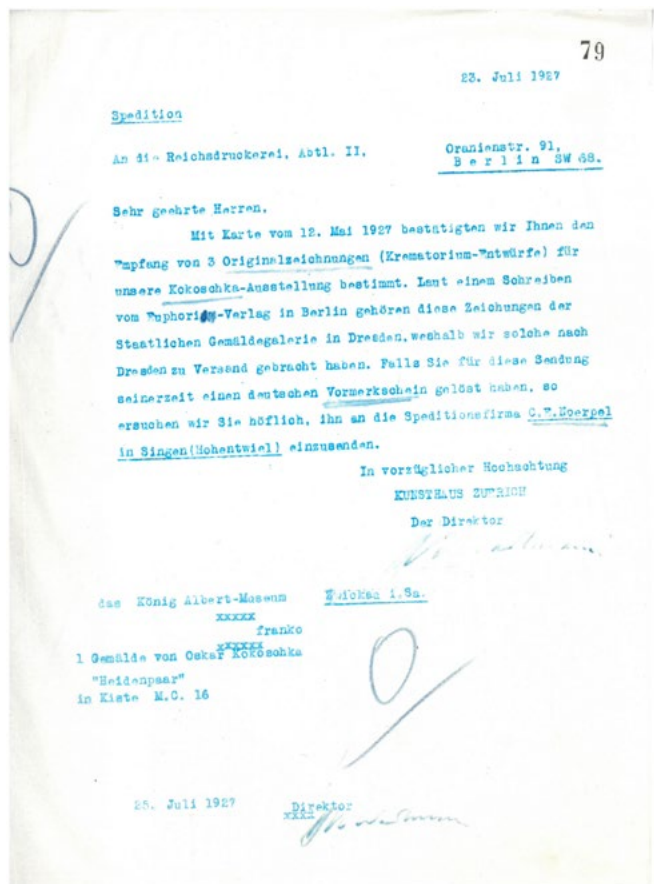 79
23. Juli 1927
Spedition
An die Reichsdruckerei, Abtl. II,
Oranienstr. 91,
Berlin SW 68.
Sehr geehrte Herren,
Mit Karte vom 12. Mai 1927 bestätigten wir Ihnen den
Empfang von 3 Originalzeichnungen (Krematorium-Entwürfe) für
unsere Kokoschka-Ausstellung bestimmt. Laut einem Schreiben
vom Euphorion-Verlag in Berlin gehören diese Zeichungen der
Staatlichen Gemäldegalerie in Dresden, weshalb wir solche nach
Dresden zu Versand gebracht haben. Falls Sie für diese Sendung
seinerzeit einen deutschen Vormerkschein gelöst haben, so
ersuchen wir Sie höflich, ihn an die Speditionsfirma C.E.Noerpel
in Singen(Hohentwiel) einzusenden.
In vorzüglicher Hochachtung
KUNSTHAUS ZUERICH
Der Direktor
das König Albert-Museum Zwickau i.Sa.
xxxxx
franko
xxxxxx
1 Gemälde von Oskar Kokoschka
"Heidenpaar"
in Kiste M.C. 16
25. Juli 1927 Direktor
xxxx